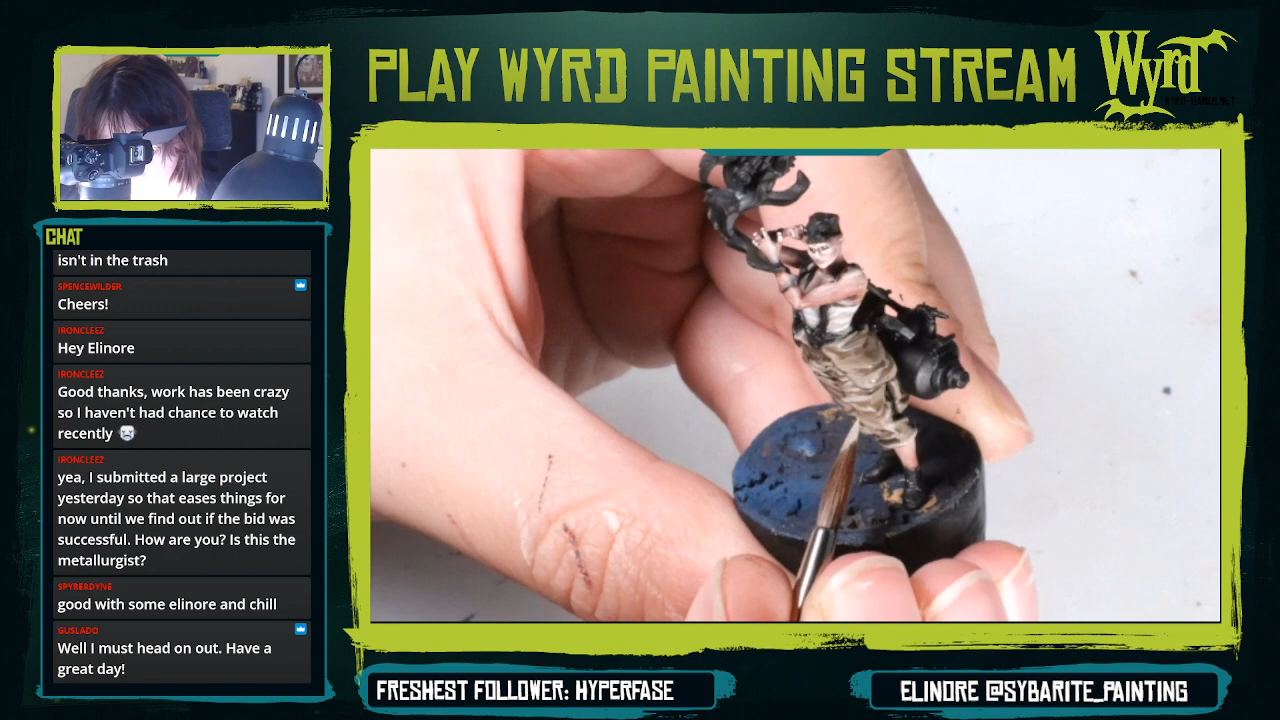 PLAY WYRD PAINTING STREAM
Wyrd
WYRD-GAMES.NET
CHAT
isn't in the trash
SPENCEWILDER
Cheers!
IRONCLEEZ
Hey Elinore
IRONCLEEZ
Good thanks, work has been crazy
so I haven't had chance to watch
recently
IRONCLEEZ
yea, I submitted a large project
yesterday so that eases things for
now until we find out if the bid was
successful. How are you? Is this the
metallurgist?
SPYRERDYNE
good with some elinore and chill
GUSLADO
Well I must head on out. Have a
great day!
FRESHEST FOLLOWER: HYPERFASE
ELINORE @SYBARITE_PAINTING